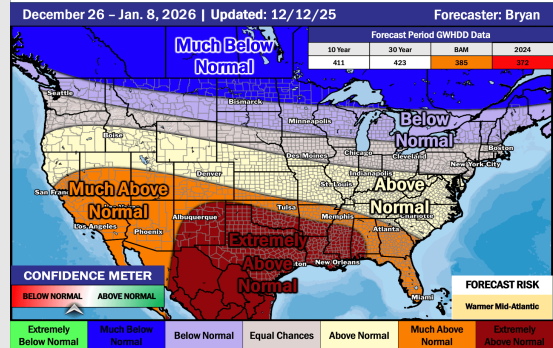 December 26 – Jan. 8, 2026 | Updated: 12/12/25
Forecaster: Bryan
Forecast Period GWHDD Data
10 Year 30 Year BAM 2024
411 423 385 372
Much Below
Normal
Seattle
Bismarck
Minneapolis
Below
Normal
Boise
Boston
Chicago
Cleveland
New York City
Des Moines
Denver
Indianapolis
St. Louis
Above
Normal
Charlotte
San Fran
Much Above
Normal
Los Angeles
Phoenix
Albuquerque
Tulsa
Memphis
Atlanta
Extremely
Above
Normal
ton
New Orleans
Miami
CONFIDENCE METER
BELOW NORMAL ABOVE NORMAL
FORECAST RISK
Warmer Mid-Atlantic
Extremely
Below Normal
Much Below
Normal
Below Normal
Equal Chances
Above Normal
Much Above
Normal
Extremely
Above Normal